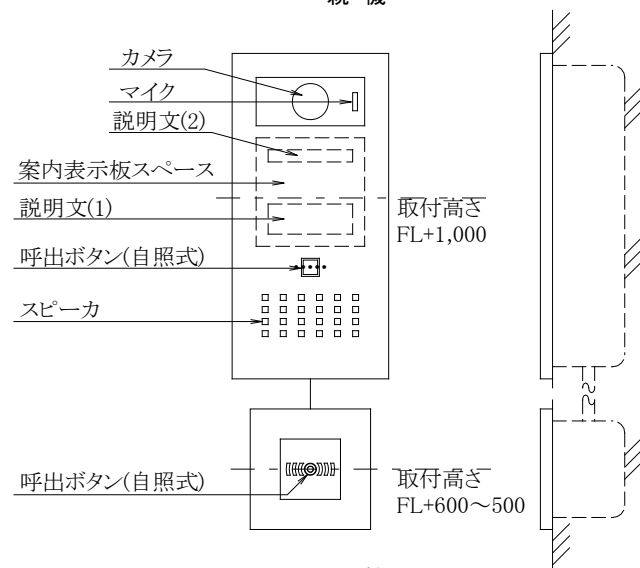 カメラ
マイク
説明文(2)
案内表示板スペース
説明文(1)
取付高さ
FL+1,000
呼出ボタン(自照式)
スピーカ
呼出ボタン(自照式)
取付高さ
FL+600～500